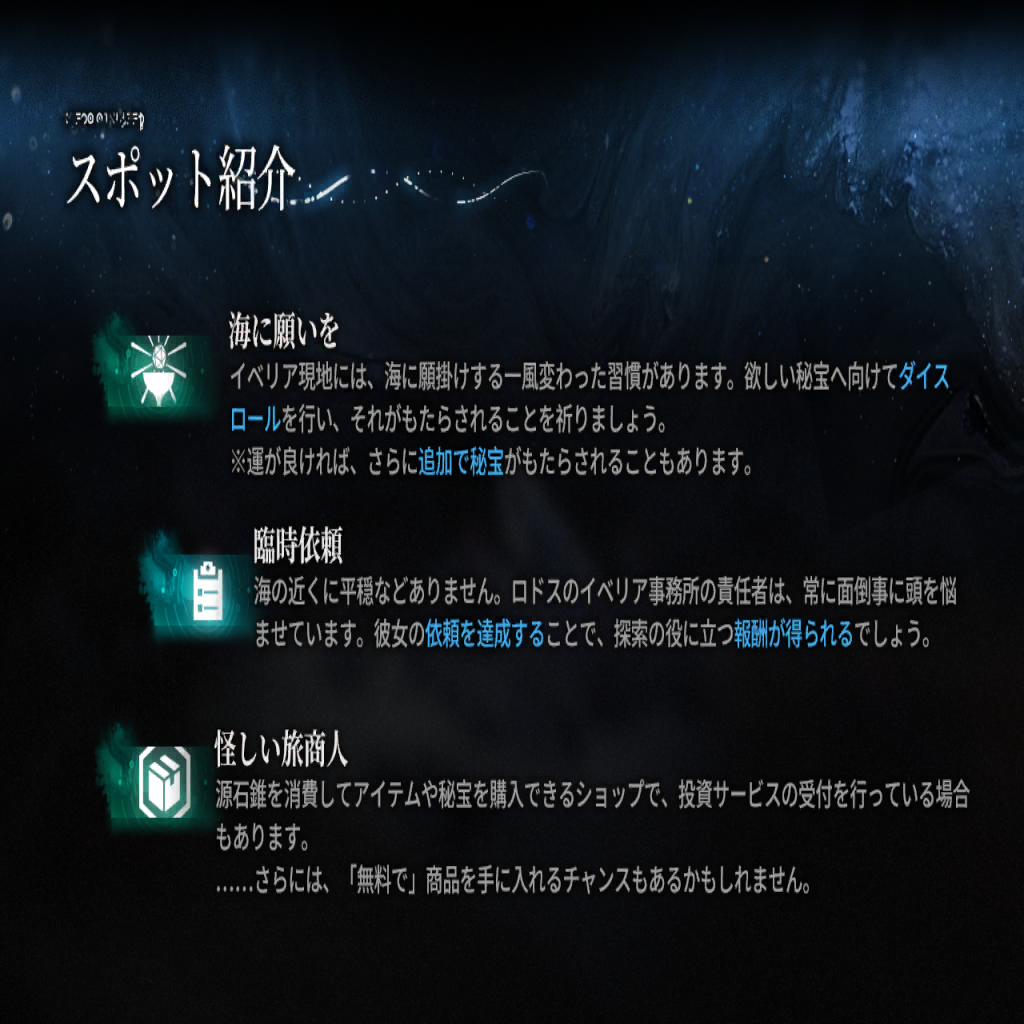 スポット紹介
海に願いを
イベリア現地には、海に願掛けする一風変わった習慣があります。欲しい秘宝へ向けてダイス
ロールを行い、それがもたらされることを祈りましょう。
※運が良ければ、さらに追加で秘宝がもたらされることもあります。
臨時依頼
海の近くに平穏などありません。ロドスのイベリア事務所の責任者は、常に面倒事に頭を悩
ませています。彼女の依頼を達成することで、探索の役に立つ報酬が得られるでしょう。
怪しい旅商人
源石錐を消費してアイテムや秘宝を購入できるショップで、投資サービスの受付を行っている場合
もあります。
……さらには、「無料で」商品を手に入れるチャンスもあるかもしれません。